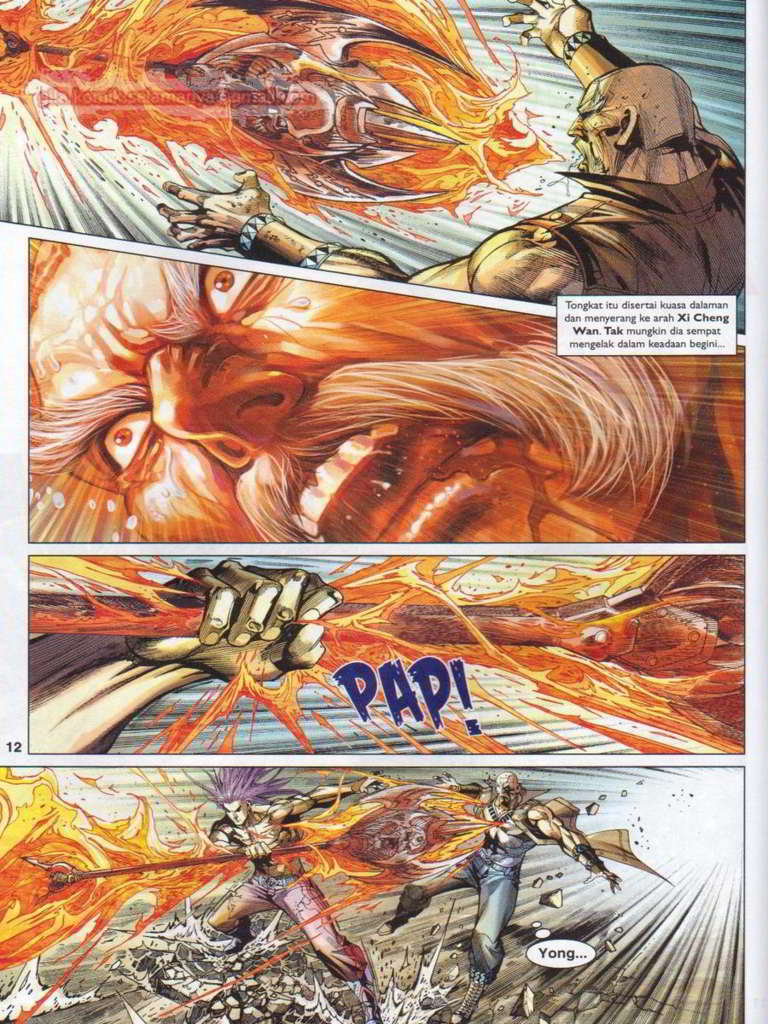 Tongkat itu disertai kuasa dalaman
dan menyerang ke arah Xi Cheng
Wan. Tak mungkin dia sempat
mengelak dalam keadaan begini...
PAP!
12
Yong...